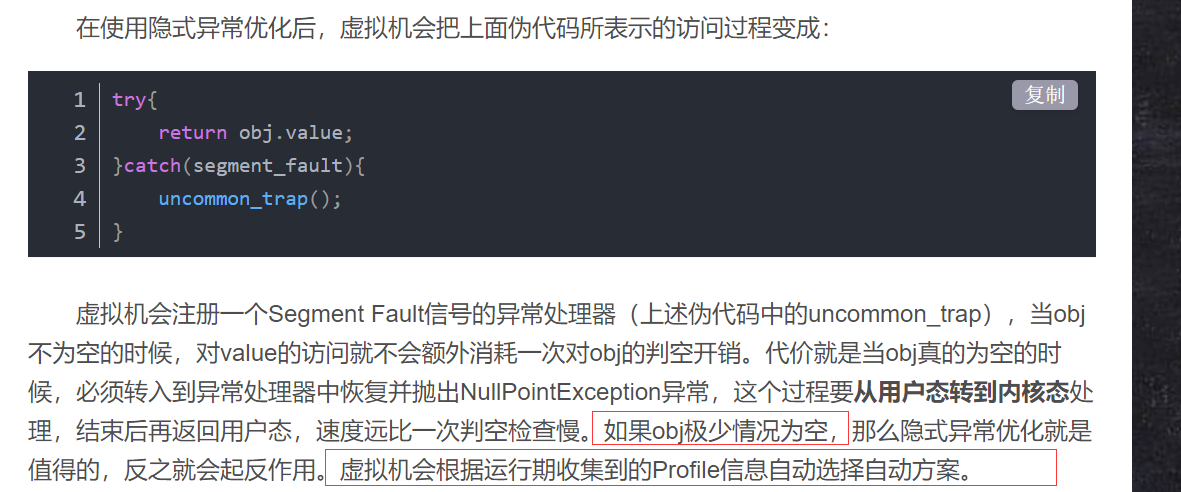 在使用隐式异常优化后，虚拟机会把上面伪代码所表示的访问过程变成：
复制
1 try{
2     return obj.value;
3 }catch(segment_fault){
4     uncommon_trap();
5 }
虚拟机会注册一个Segment Fault信号的异常处理器（上述伪代码中的uncommon_trap），当obj
不为空的时候，对value的访问就不会额外消耗一次对obj的判空开销。代价就是当obj真的为空的时
候，必须转入到异常处理器中恢复并抛出NullPointException异常，这个过程要从用户态转到内核态处
理，结束后再返回用户态，速度远比一次判空检查慢。如果obj极少情况为空，那么隐式异常优化就是
值得的，反之就会起反作用。虚拟机会根据运行期收集到的Profile信息自动选择自动方案。